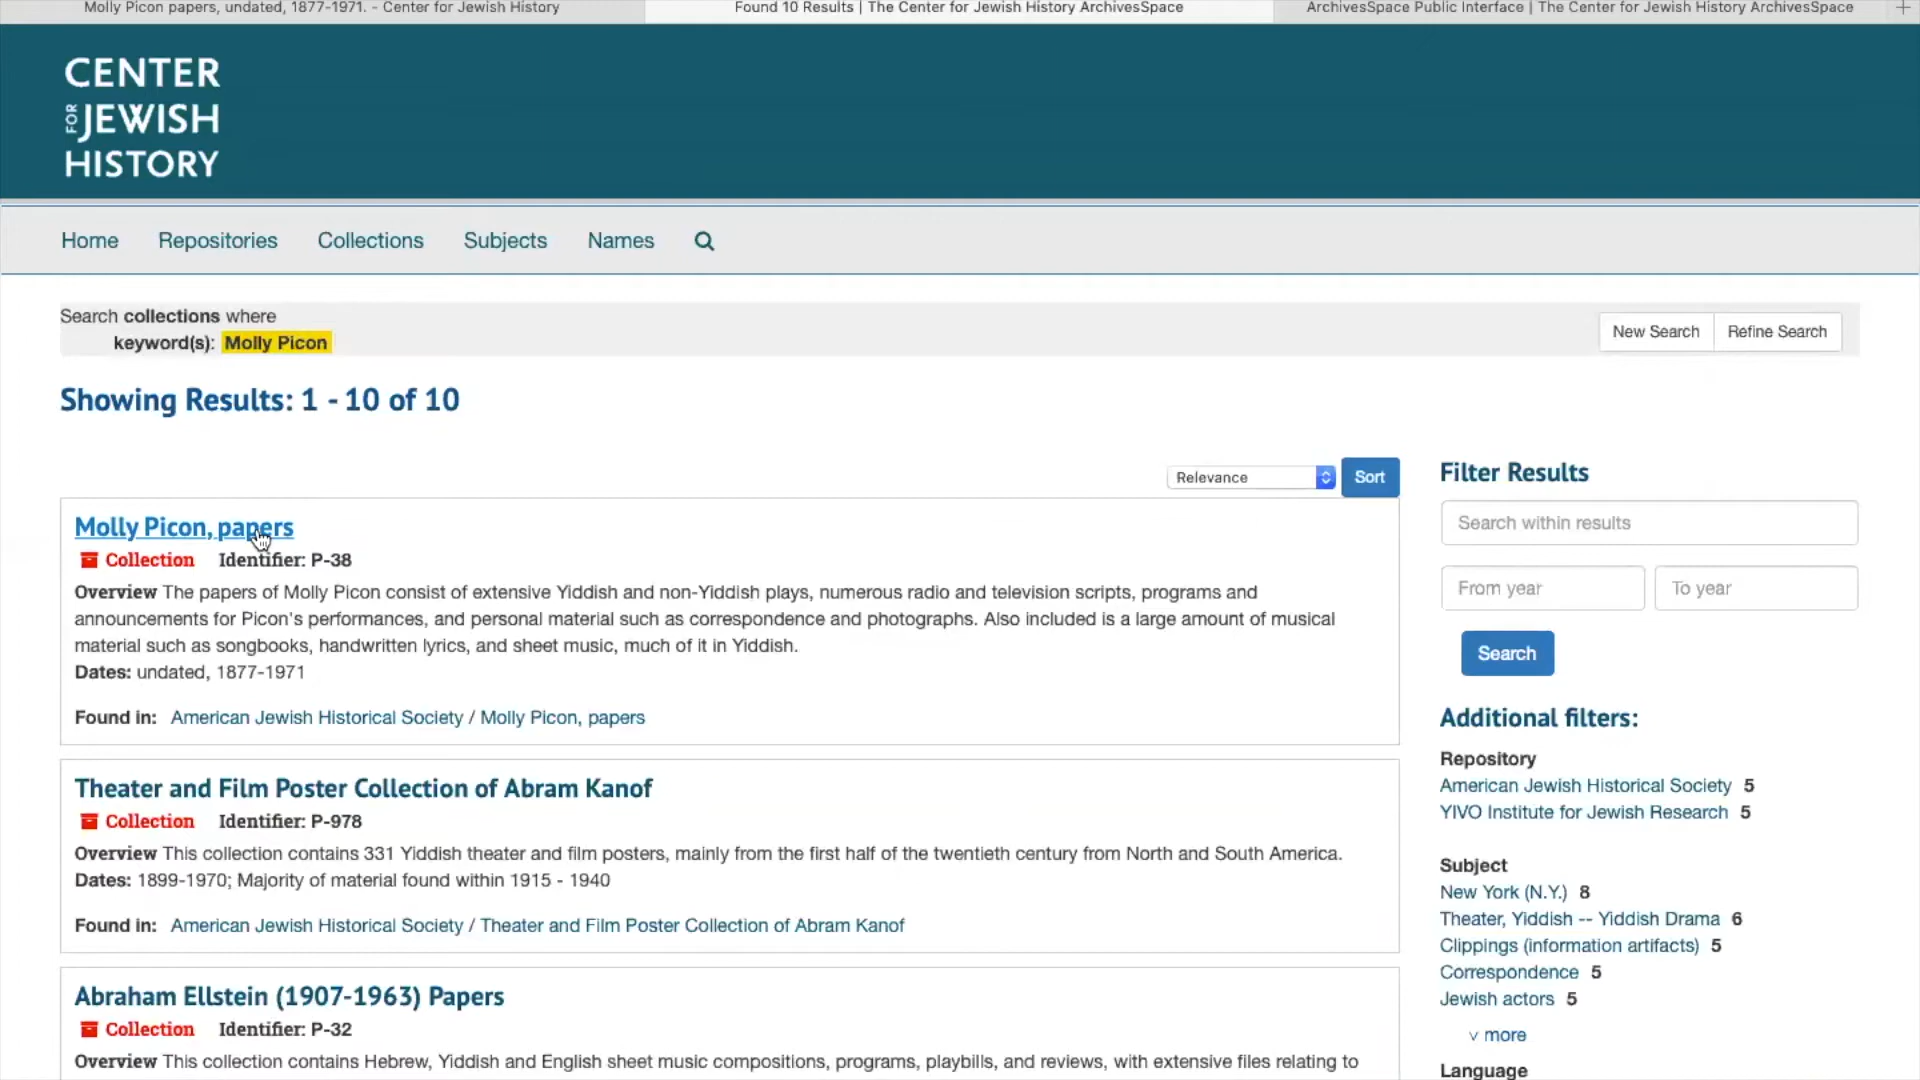 Molly Picon papers, undated, 1877-1971. - Center for Jewish History
Found 10 Results | The Center for Jewish History ArchivesSpace
ArchivesSpace Public Interface | The Center for Jewish History ArchivesSpace
CENTER
FOR JEWISH
HISTORY
Home Repositories Collections Subjects Names
Search collections where
keyword(s): Molly Picon
New Search Refine Search
Showing Results: 1 - 10 of 10
Relevance Sort
Molly Picon, papers
Collection Identifier: P-38
Overview The papers of Molly Picon consist of extensive Yiddish and non-Yiddish plays, numerous radio and television scripts, programs and
announcements for Picon's performances, and personal material such as correspondence and photographs. Also included is a large amount of musical
material such as songbooks, handwritten lyrics, and sheet music, much of it in Yiddish.
Dates: undated, 1877-1971
Found in: American Jewish Historical Society / Molly Picon, papers
Theater and Film Poster Collection of Abram Kanof
Collection Identifier: P-978
Overview This collection contains 331 Yiddish theater and film posters, mainly from the first half of the twentieth century from North and South America.
Dates: 1899-1970; Majority of material found within 1915 - 1940
Found in: American Jewish Historical Society / Theater and Film Poster Collection of Abram Kanof
Abraham Ellstein (1907-1963) Papers
Collection Identifier: P-32
Overview This collection contains Hebrew, Yiddish and English sheet music compositions, programs, playbills, and reviews, with extensive files relating to
Filter Results
Search within results
From year To year
Search
Additional filters:
Repository
American Jewish Historical Society 5
YIVO Institute for Jewish Research 5
Subject
New York (N.Y.) 8
Theater, Yiddish -- Yiddish Drama 6
Clippings (information artifacts) 5
Correspondence 5
Jewish actors 5
v more
Language